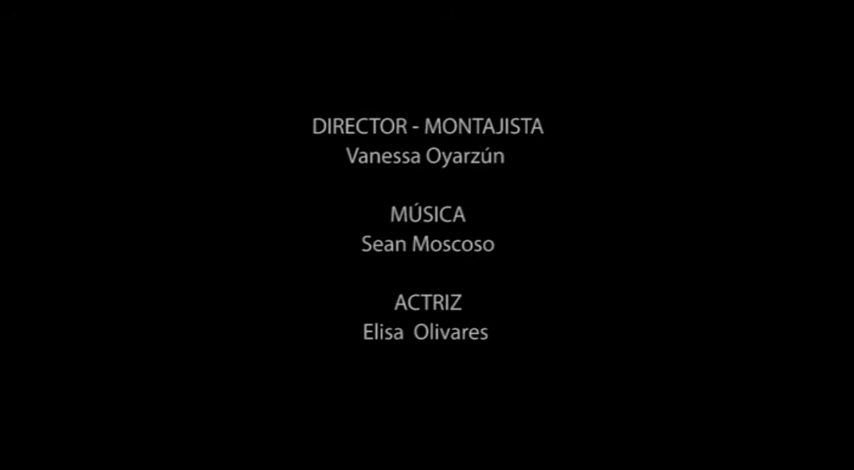 DIRECTOR - MONTAJISTA
Vanessa Oyarzún
MÚSICA
Sean Moscoso
ACTRIZ
Elisa Olivares